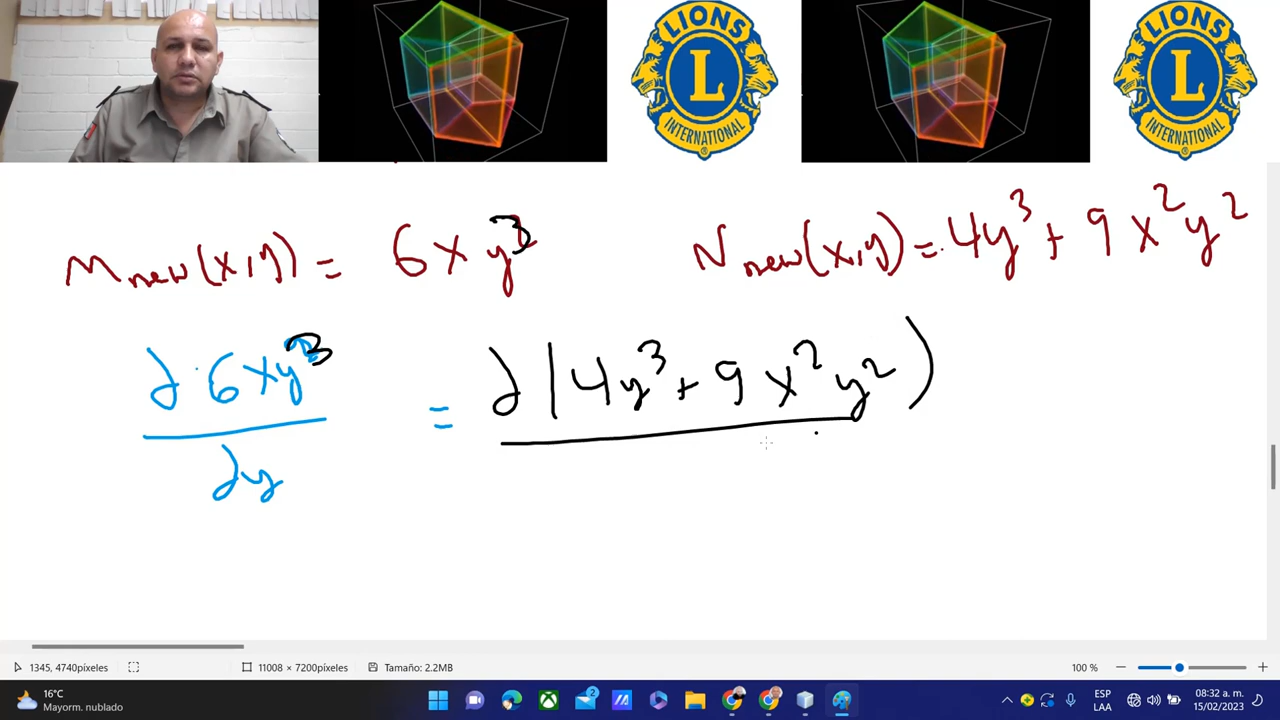 LIONS
L
INTERNATIONAL
LIONS
L
INTERNATIONAL
Mnew(x,y) = 6xy³ Nnew(x,y) = 4y³ + 9x²y²
∂ 6xy³ = ∂(4y³ + 9x²y²)
∂y
1345, 4740píxeles 11008 × 7200píxeles Tamaño: 2.2MB 100 %
16°C
Mayorm. nublado
2
ESP
LAA
08:32 a. m.
15/02/2023